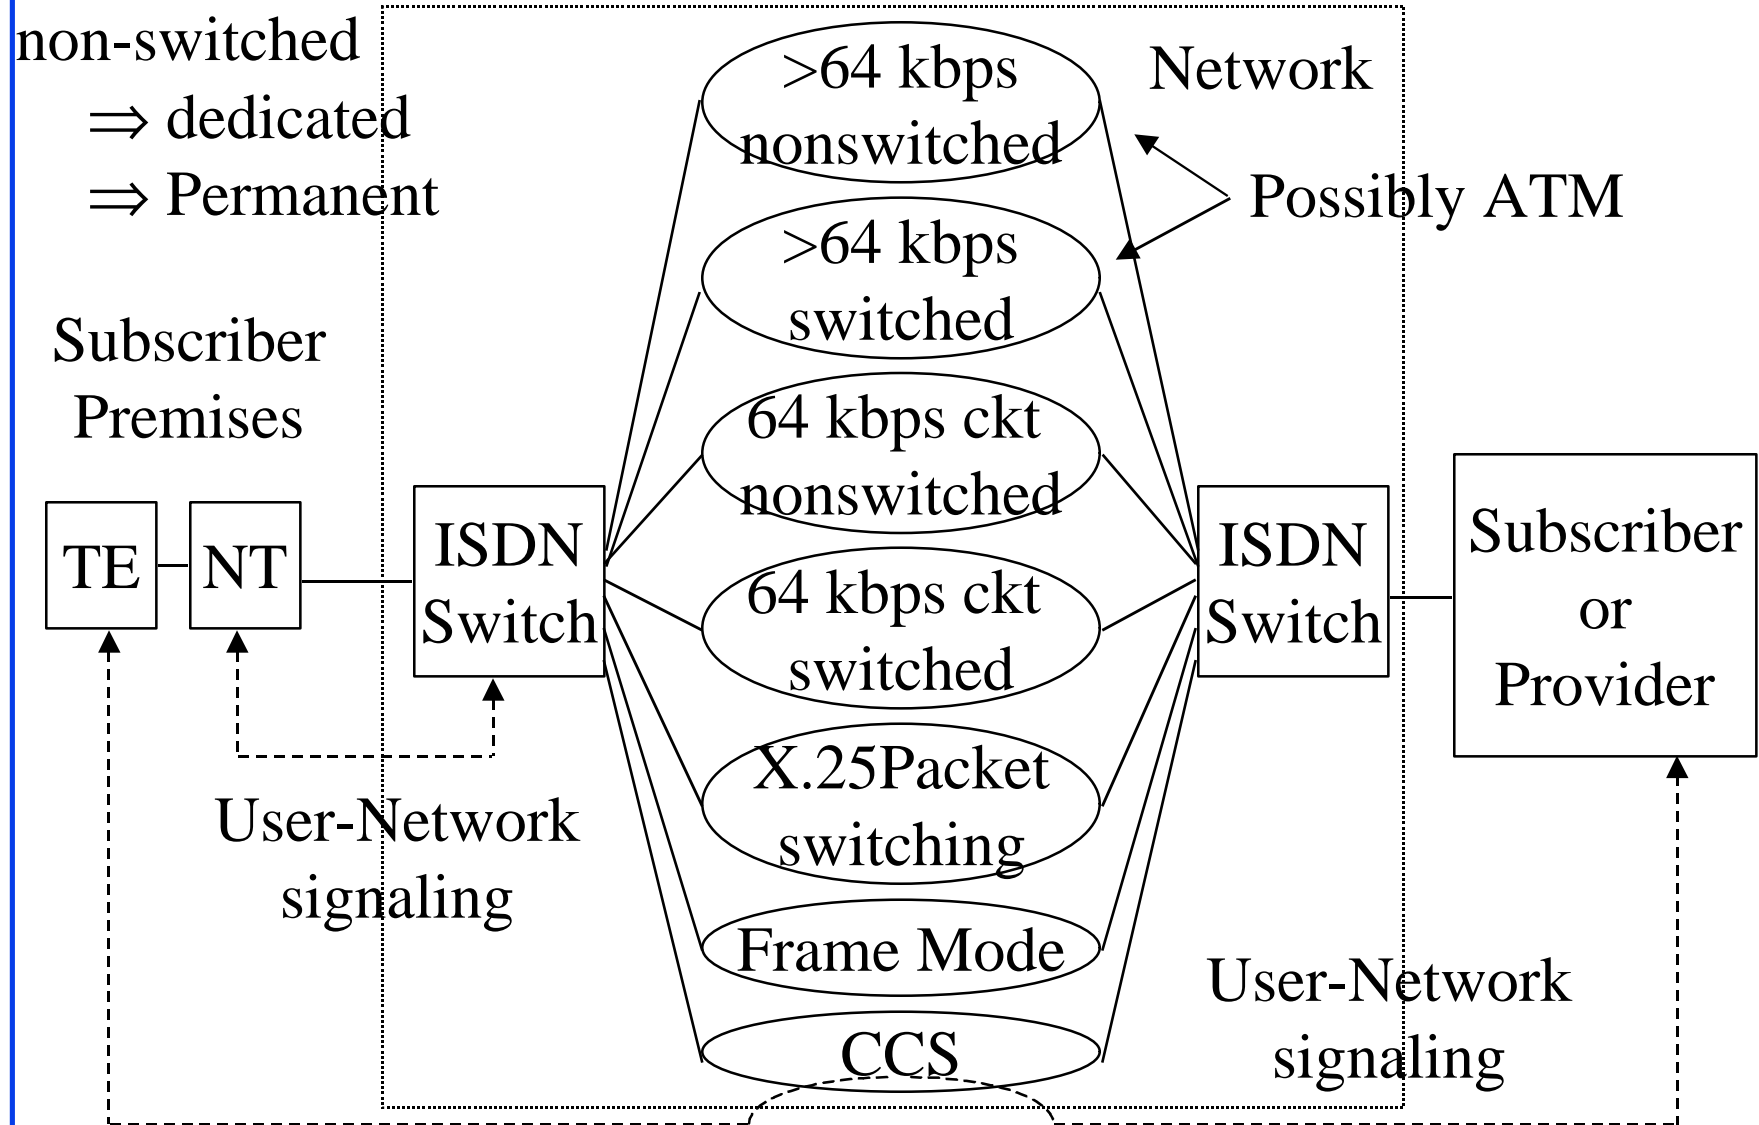 non-switched
⇒ dedicated
⇒ Permanent
>64 kbps
nonswitched
Network
Possibly ATM
>64 kbps
switched
Subscriber
Premises
64 kbps ckt
nonswitched
TE
NT
ISDN
Switch
64 kbps ckt
switched
ISDN
Switch
Subscriber
or
Provider
X.25Packet
switching
User-Network
signaling
Frame Mode
User-Network
signaling
CCS